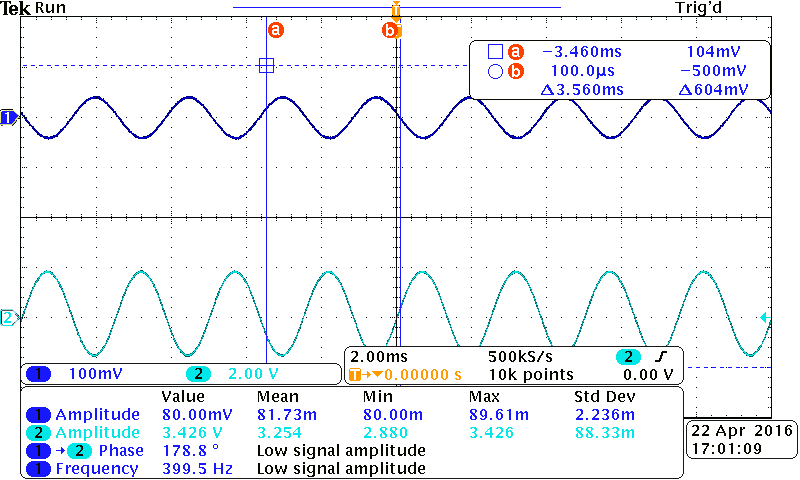 Tek Run Trig'd
T
a b
a −3.460ms 104mV
b 100.0µs −500mV
Δ3.560ms Δ604mV
1
2
1 100mV 2 2.00 V
2.00ms 500kS/s 2
T→▼0.00000 s 10k points 0.00 V
Value Mean Min Max Std Dev
1 Amplitude 80.00mV 81.73m 80.00m 89.61m 2.236m
2 Amplitude 3.426 V 3.254 2.880 3.426 88.33m
1 → 2 Phase 178.8 ° Low signal amplitude
1 Frequency 399.5 Hz Low signal amplitude
22 Apr 2016
17:01:09